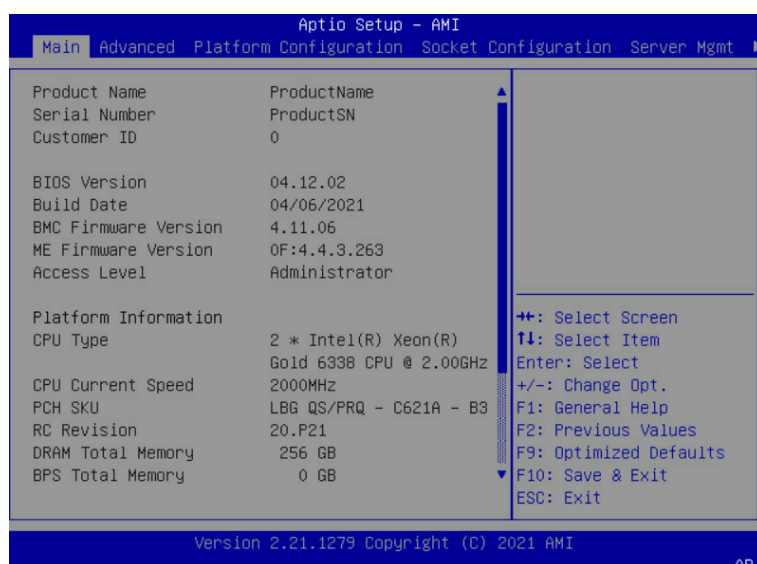 Aptio Setup – AMI
Main Advanced Platform Configuration Socket Configuration Server Mgmt
Product Name ProductName
Serial Number ProductSN
Customer ID 0
BIOS Version 04.12.02
Build Date 04/06/2021
BMC Firmware Version 4.11.06
ME Firmware Version 0F:4.4.3.263
Access Level Administrator
Platform Information
CPU Type 2 * Intel(R) Xeon(R)
Gold 6338 CPU @ 2.00GHz
CPU Current Speed 2000MHz
PCH SKU LBG QS/PRQ - C621A - B3
RC Revision 20.P21
DRAM Total Memory 256 GB
BPS Total Memory 0 GB
→←: Select Screen
↑↓: Select Item
Enter: Select
+/-: Change Opt.
F1: General Help
F2: Previous Values
F9: Optimized Defaults
F10: Save & Exit
ESC: Exit
Version 2.21.1279 Copyright (C) 2021 AMI